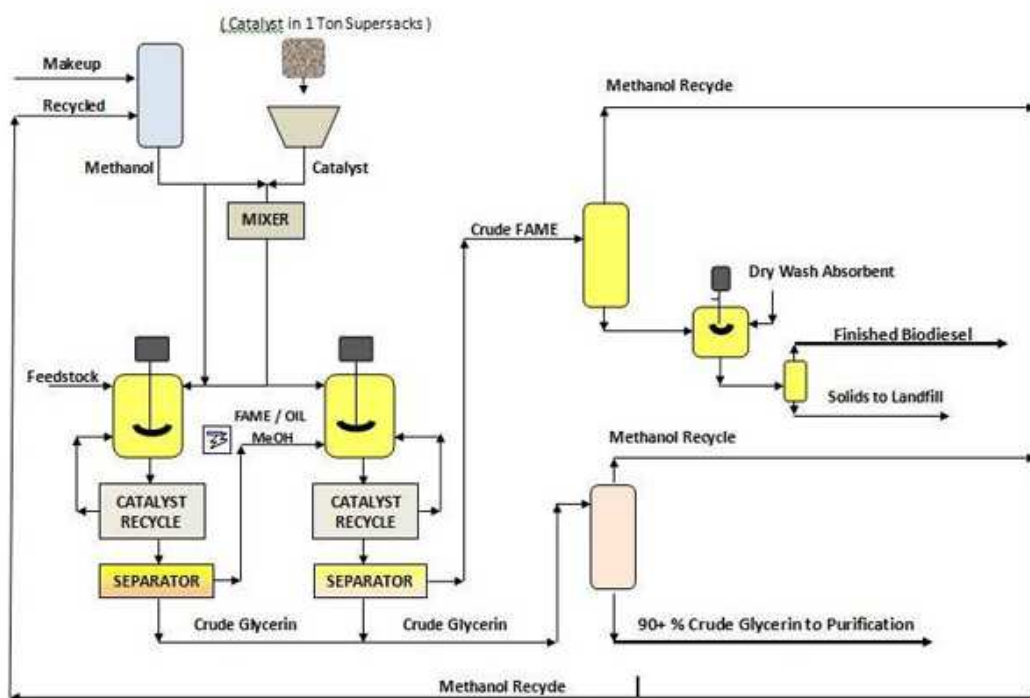 ( Catalyst in 1 Ton Supersacks )
Makeup
Recycled
Methanol
Catalyst
MIXER
Methanol Recycle
Crude FAME
Dry Wash Absorbent
Finished Biodiesel
Solids to Landfill
Feedstock
FAME / OIL
MeOH
Methanol Recycle
CATALYST
RECYCLE
CATALYST
RECYCLE
SEPARATOR
SEPARATOR
Crude Glycerin
Crude Glycerin
90+ % Crude Glycerin to Purification
Methanol Recycle